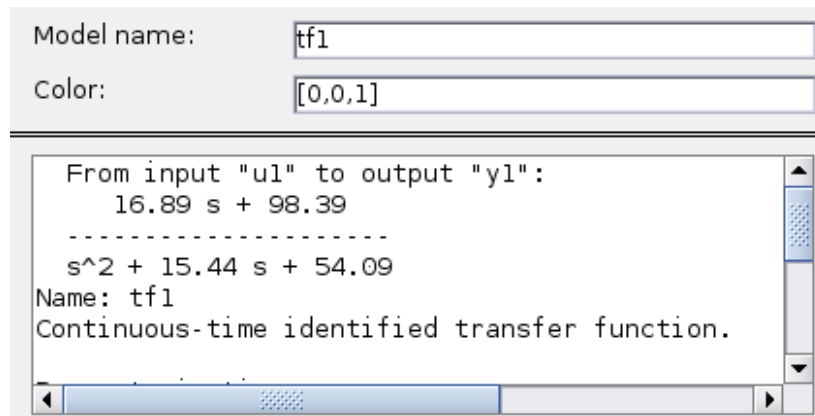 Model name: tf1
Color: [0,0,1]
From input "u1" to output "y1":
16.89 s + 98.39
---------------------
s^2 + 15.44 s + 54.09
Name: tf1
Continuous-time identified transfer function.